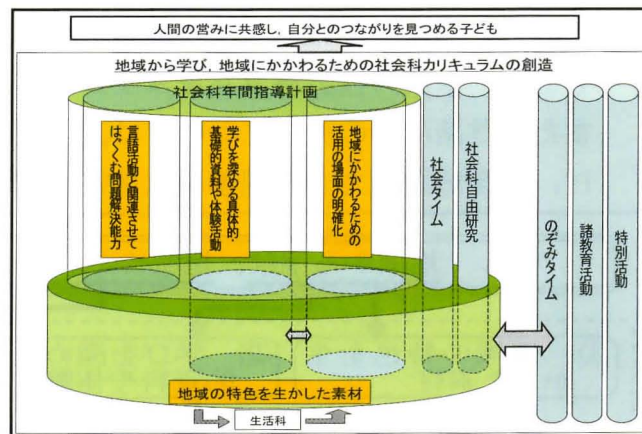 人間の営みに共感し，自分とのつながりを見つめる子ども
地域から学び，地域にかかわるための社会科カリキュラムの創造
社会科年間指導計画
言語活動と関連させて
はぐくむ問題解決能力
学びを深める具体的・
基礎的資料や体験活動
地域にかかわるための
活用の場面の明確化
社会タイム
社会科自由研究
のぞみタイム
諸教育活動
特別活動
地域の特色を生かした素材
生活科